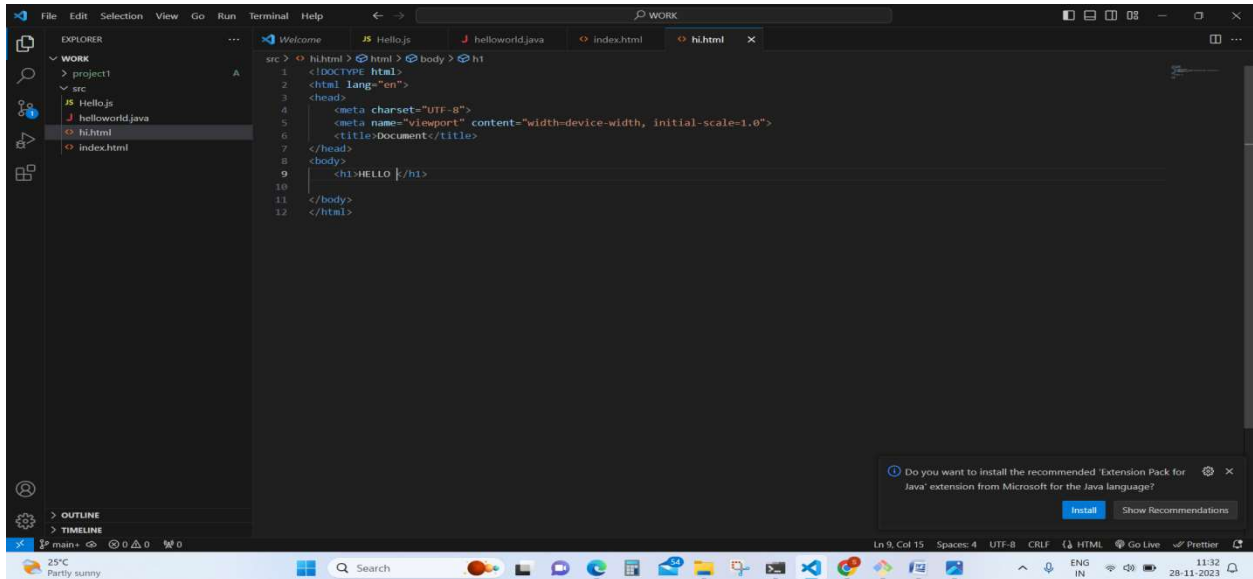 File Edit Selection View Go Run Terminal Help
WORK
EXPLORER
WORK
project1 A
src
JS Hello.js
J helloworld.java
hi.html
index.html
OUTLINE
TIMELINE
Welcome JS Hello.js J helloworld.java index.html hi.html
src > hi.html > html > body > h1
1 <!DOCTYPE html>
2 <html lang="en">
3 <head>
4 <meta charset="UTF-8">
5 <meta name="viewport" content="width=device-width, initial-scale=1.0">
6 <title>Document</title>
7 </head>
8 <body>
9 <h1>HELLO </h1>
10
11 </body>
12 </html>
Do you want to install the recommended 'Extension Pack for
Java' extension from Microsoft for the Java language?
Install Show Recommendations
main+ 0 0 0 Ln 9, Col 15 Spaces: 4 UTF-8 CRLF HTML Go Live Prettier
25°C
Partly sunny
Search
54
ENG
IN
11:32
28-11-2023